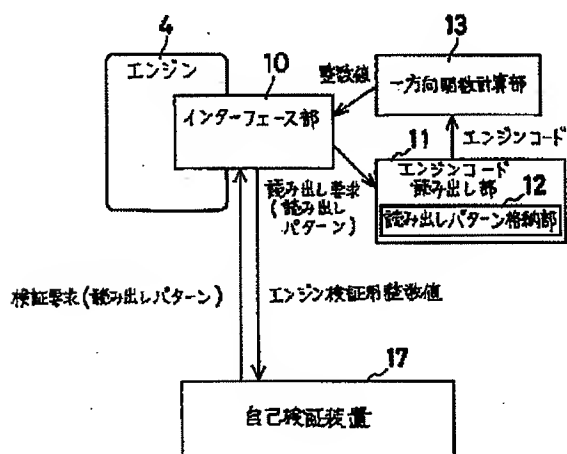 4
エンジン
10
インターフェース部
整数値
13
一方向関数計算部
エンジンコード
11
エンジンコード
読み出し部
12
読み出しパターン格納部
読み出し要求
(読み出し
パターン)
検証要求(読み出しパターン)
エンジン検証用整数値
17
自己検証装置